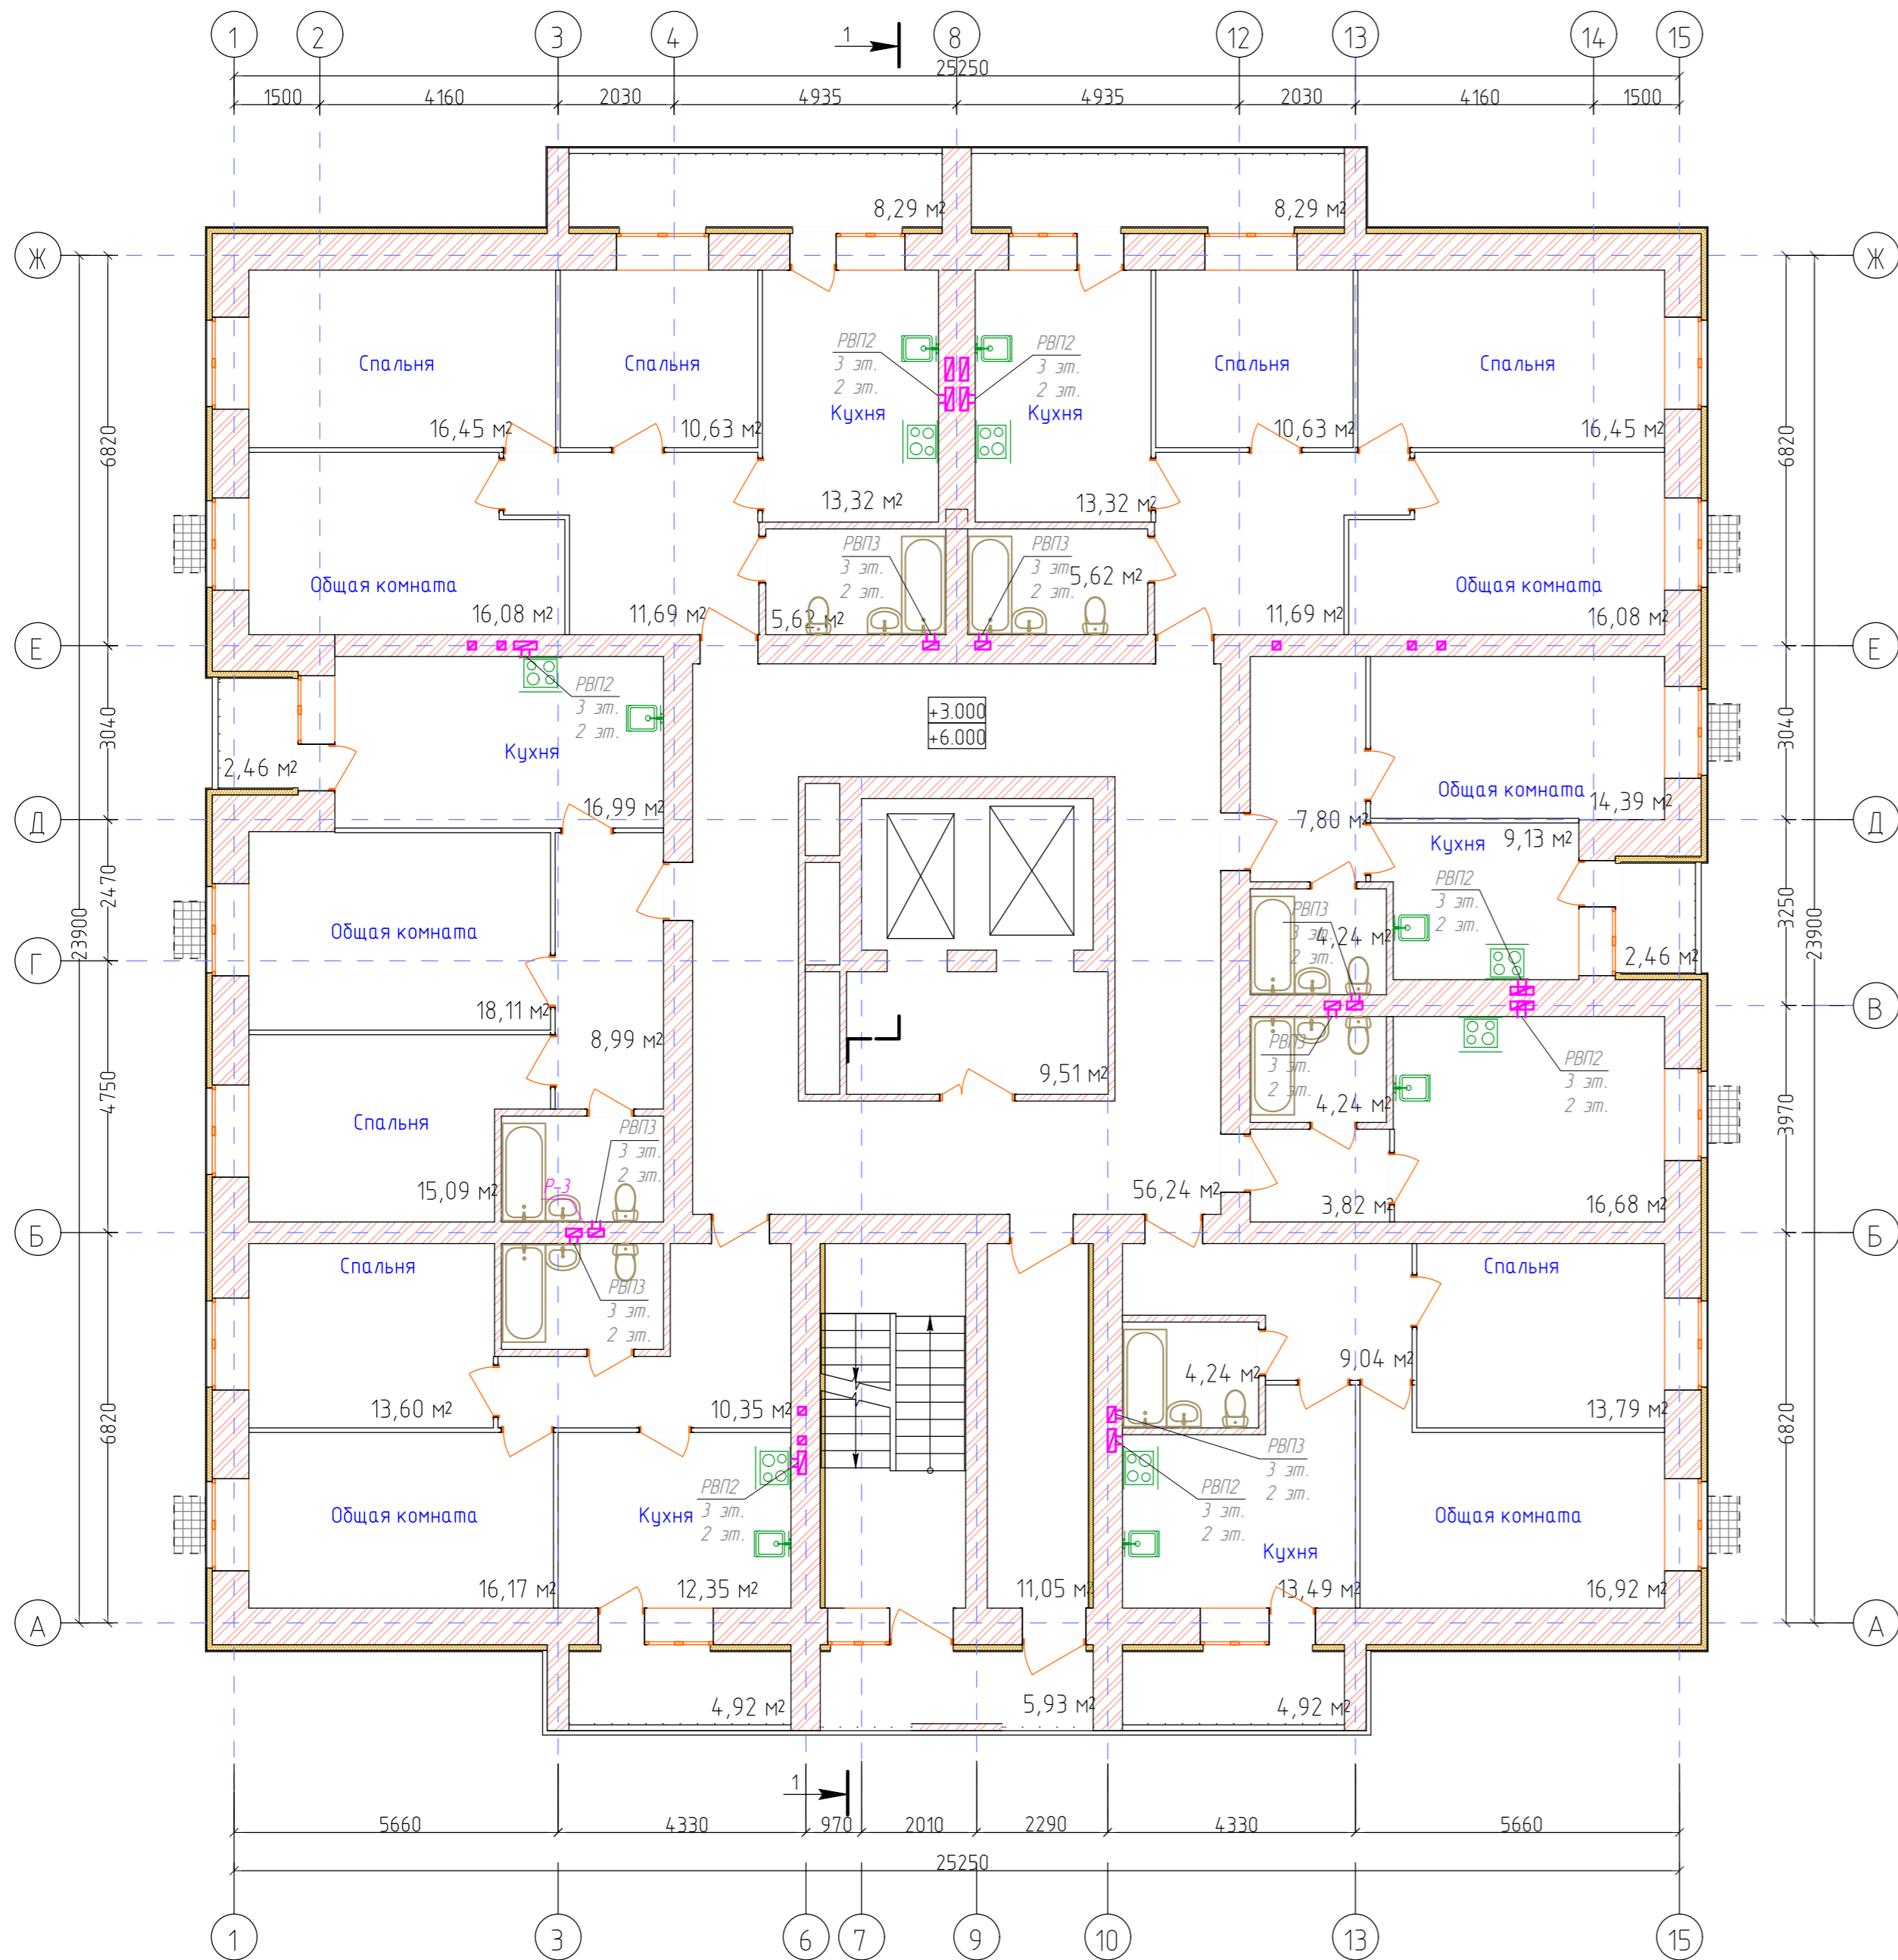 1 2 3 4 8 12 13 14 15
1
25250
1500 4160 2030 4935 4935 2030 4160 1500
8,29 м² 8,29 м²
Ж Ж
РВП2 РВП2
3 эт. 3 эт.
2 эт. 2 эт.
Спальня Спальня Спальня Спальня
Кухня Кухня
16,45 м² 10,63 м² 10,63 м² 16,45 м²
6820 6820
13,32 м² 13,32 м²
РВП3 РВП3
3 эт. 3 эт.
2 эт. 2 эт.
Общая комната 5,62 м² Общая комната
16,08 м² 11,69 м² 5,62 м² 11,69 м² 16,08 м²
Е Е
РВП2
3 эт.
2 эт.
+3.000
+6.000
3040 3040
Кухня
2,46 м²
Общая комната
16,99 м² 14,39 м²
Д 7,80 м² Д
Кухня 9,13 м²
2470 3250
РВП2
3 эт.
2 эт.
23900 23900
Общая комната
РВП3
3 эт.
2 эт.
4,24 м²
2,46 м²
Г
18,11 м²
В
8,99 м²
РВП3
3 эт.
2 эт.
РВП2
3 эт.
2 эт.
9,51 м²
4,24 м²
4750 3970
Спальня
РВП3
3 эт.
2 эт.
15,09 м² Р-3
56,24 м² 3,82 м² 16,68 м²
Б Б
Спальня Спальня
РВП3
3 эт.
2 эт.
4,24 м² 9,04 м²
13,60 м² 10,35 м² 13,79 м²
6820 6820
РВП3
3 эт.
2 эт.
РВП2 РВП2
3 эт. 3 эт.
2 эт. 2 эт.
Общая комната Кухня Общая комната
Кухня
16,17 м² 12,35 м² 11,05 м² 13,49 м² 16,92 м²
А А
4,92 м² 5,93 м² 4,92 м²
1
5660 4330 970 2010 2290 4330 5660
25250
1 3 6 7 9 10 13 15